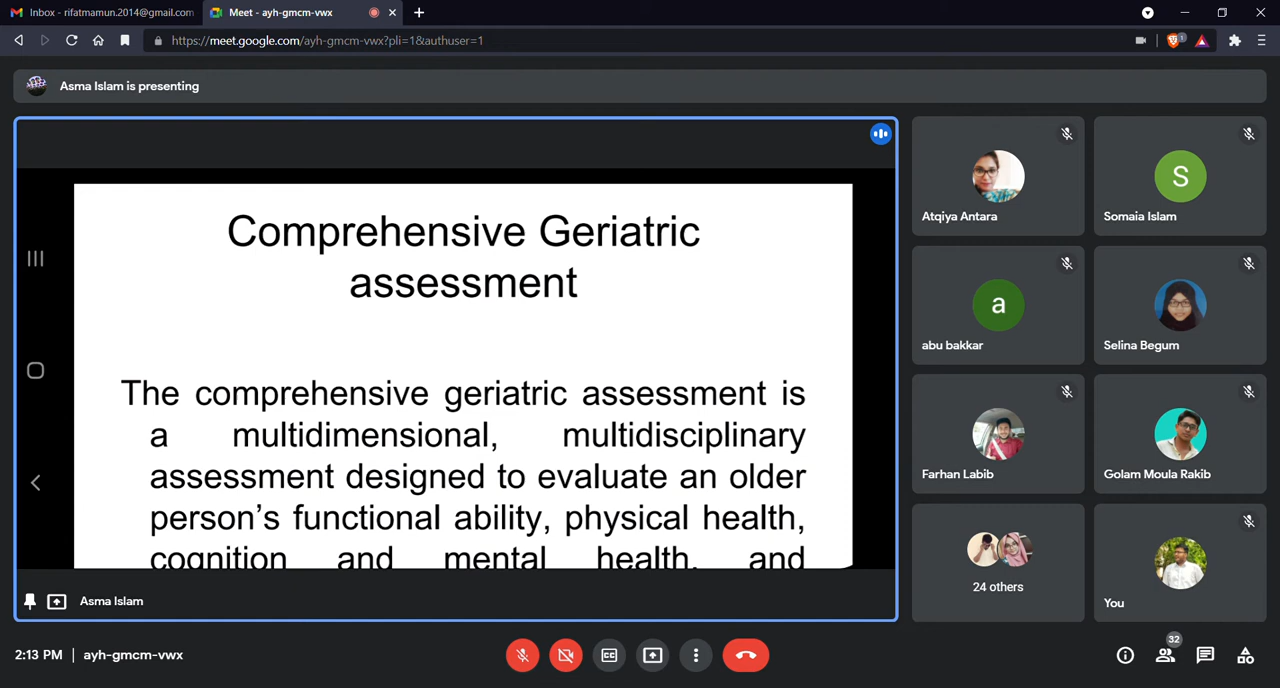 Inbox - rifatmamun.2014@gmail.com
Meet - ayh-gmcm-vwx
https://meet.google.com/ayh-gmcm-vwx?pli=1&authuser=1
1
Asma Islam is presenting
Comprehensive Geriatric
assessment
The comprehensive geriatric assessment is
a multidimensional, multidisciplinary
assessment designed to evaluate an older
person's functional ability, physical health,
cognition and mental health, and
Asma Islam
Atqiya Antara
S
Somaia Islam
a
abu bakkar
Selina Begum
Farhan Labib
Golam Moula Rakib
24 others
You
2:13 PM | ayh-gmcm-vwx
CC
32